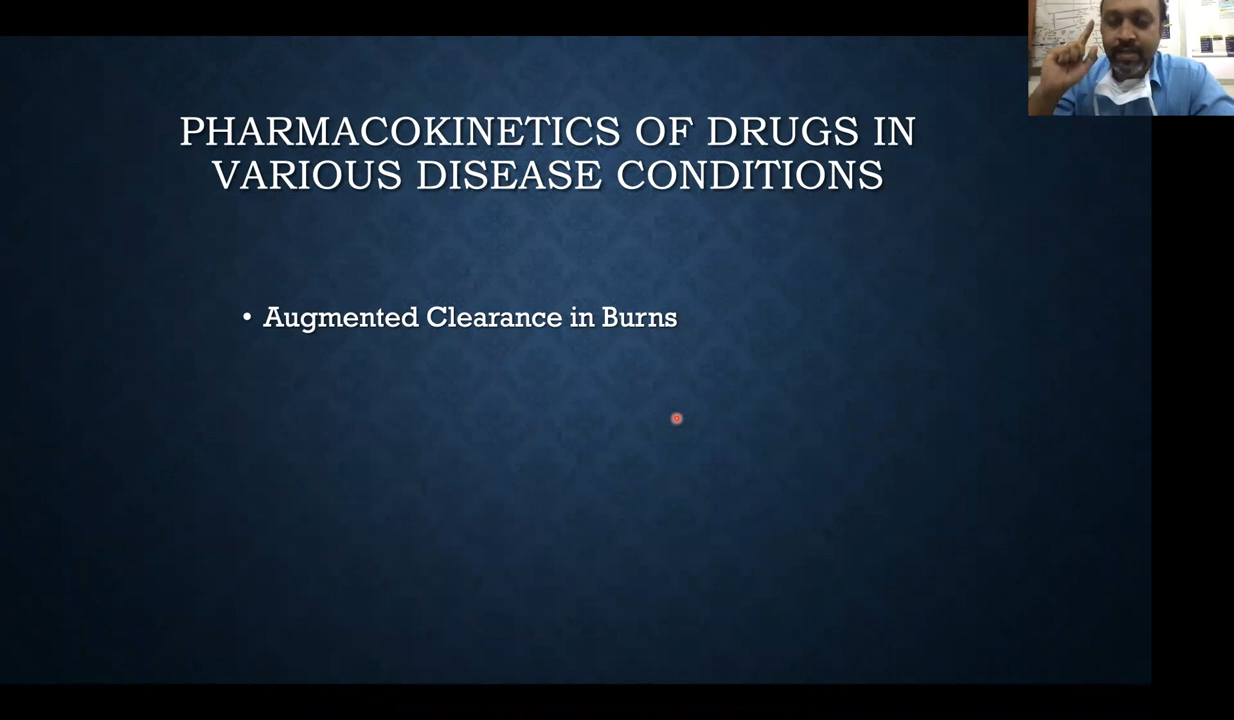 PHARMACOKINETICS OF DRUGS IN
VARIOUS DISEASE CONDITIONS
• Augmented Clearance in Burns